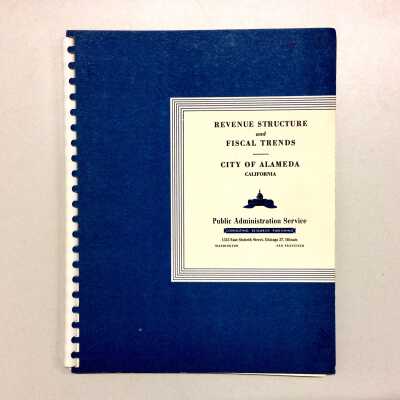 REVENUE STRUCTURE
and
FISCAL TRENDS
CITY OF ALAMEDA
CALIFORNIA
Public Administration Service
CONSULTING RESEARCH PUBLISHING
1313 East Sixtieth Street, Chicago 37, Illinois
WASHINGTON SAN FRANCISCO